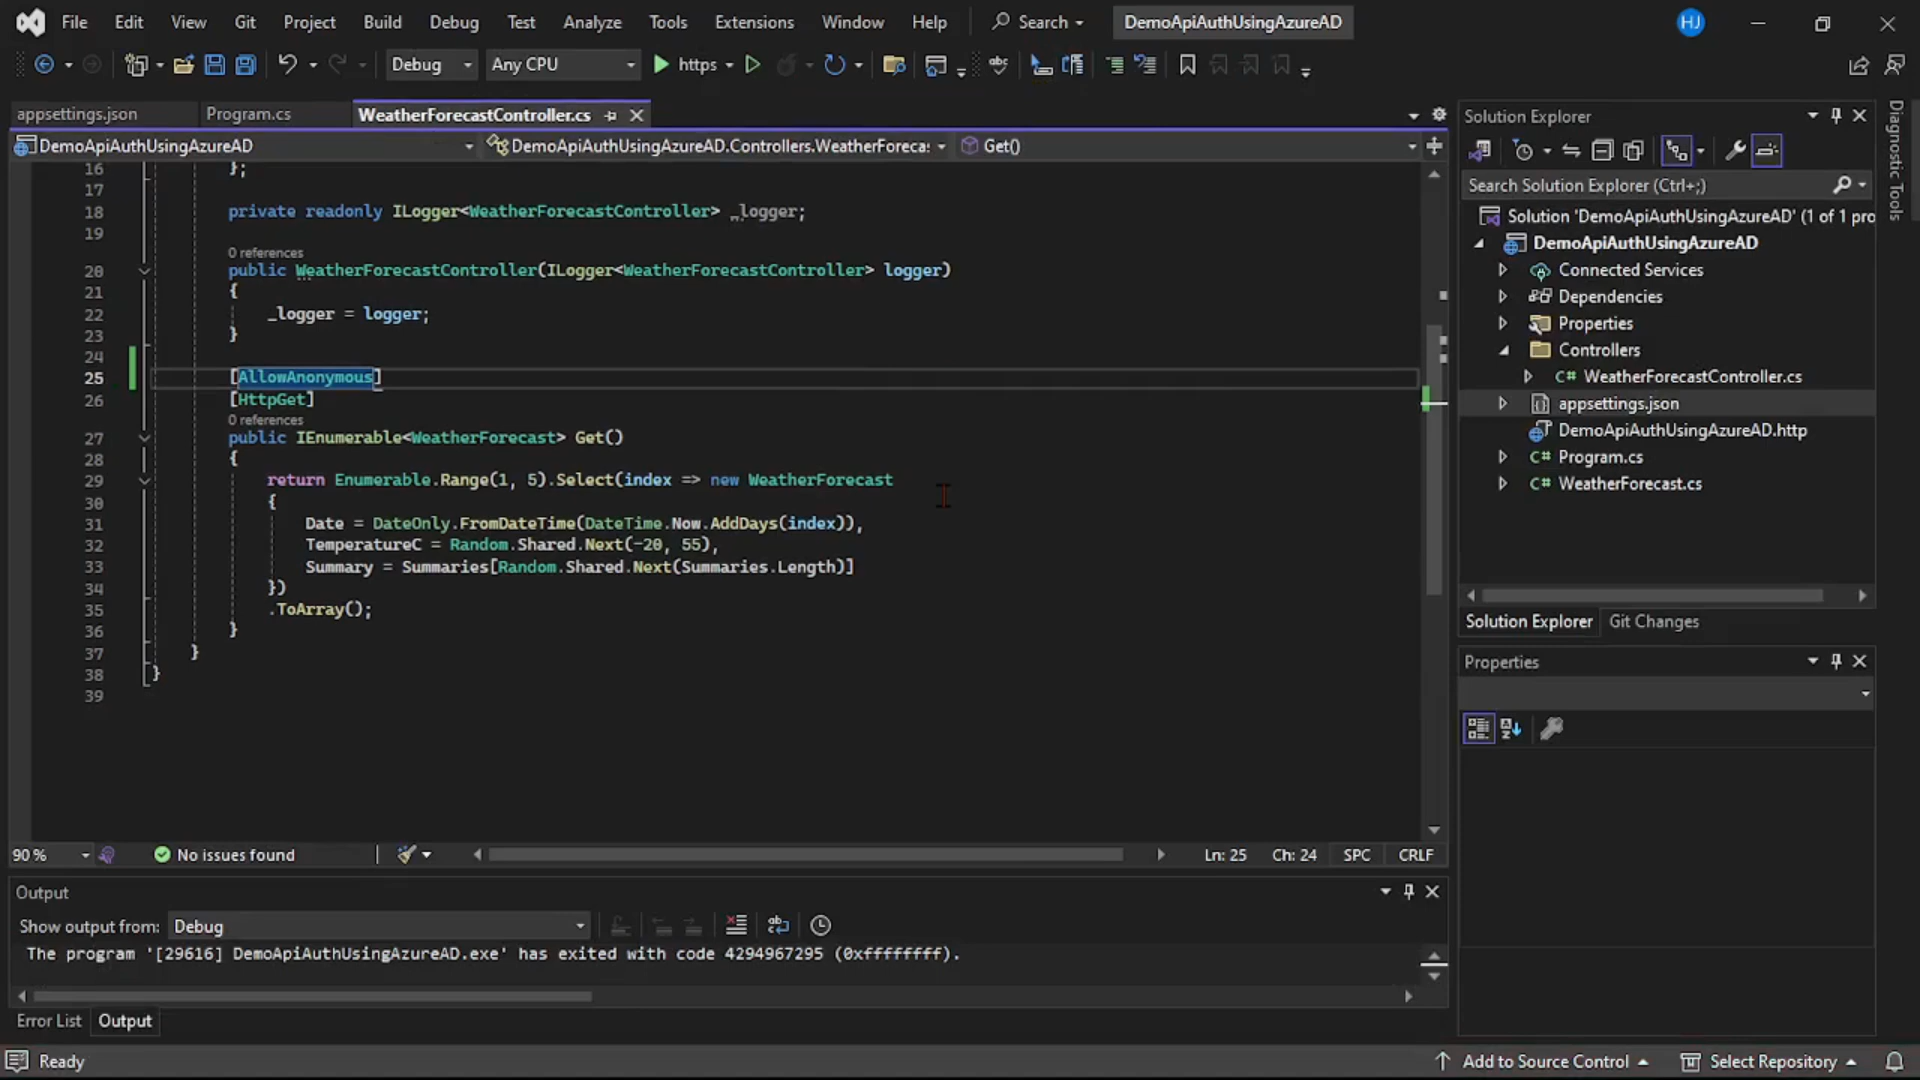 File Edit View Git Project Build Debug Test Analyze Tools Extensions Window Help Search DemoApiAuthUsingAzureAD HJ
Debug Any CPU https
appsettings.json Program.cs WeatherForecastController.cs
DemoApiAuthUsingAzureAD DemoApiAuthUsingAzureAD.Controllers.WeatherForecas Get()
16 };
17
18 private readonly ILogger<WeatherForecastController> _logger;
19
0 references
20 public WeatherForecastController(ILogger<WeatherForecastController> logger)
21 {
22 _logger = logger;
23 }
24
25 [AllowAnonymous]
26 [HttpGet]
0 references
27 public IEnumerable<WeatherForecast> Get()
28 {
29 return Enumerable.Range(1, 5).Select(index => new WeatherForecast
30 {
31 Date = DateOnly.FromDateTime(DateTime.Now.AddDays(index)),
32 TemperatureC = Random.Shared.Next(-20, 55),
33 Summary = Summaries[Random.Shared.Next(Summaries.Length)]
34 })
35 .ToArray();
36 }
37 }
38 }
39
90 % No issues found Ln: 25 Ch: 24 SPC CRLF
Output
Show output from: Debug
The program '[29616] DemoApiAuthUsingAzureAD.exe' has exited with code 4294967295 (0xffffffff).
Error List Output
Solution Explorer
Search Solution Explorer (Ctrl+;)
Solution 'DemoApiAuthUsingAzureAD' (1 of 1 pro
DemoApiAuthUsingAzureAD
Connected Services
Dependencies
Properties
Controllers
C# WeatherForecastController.cs
appsettings.json
DemoApiAuthUsingAzureAD.http
C# Program.cs
C# WeatherForecast.cs
Solution Explorer Git Changes
Properties
Diagnostic Tools
Ready Add to Source Control Select Repository